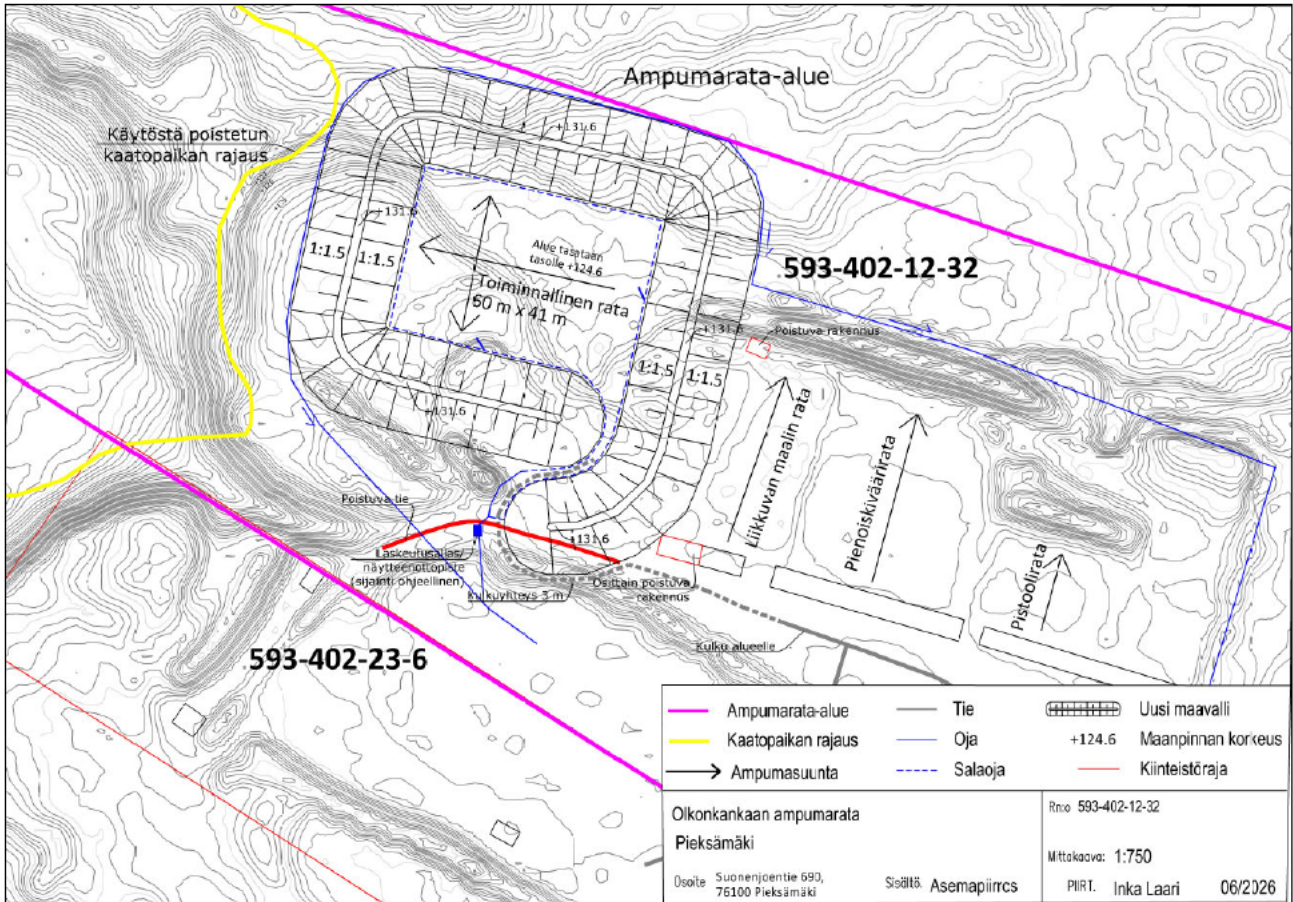 Ampumarata-alue
Käytöstä poistetun
kaatopaikan rajaus
+131.6
+131.6
1:1.5
1:1.5
Alue tasataan
tasolle +124.6
Toiminnallinen rata
50 m x 41 m
593-402-12-32
+131.6
Poistuva rakennus
1:1.5
1:1.5
+131.6
Liikkuvan maalin rata
Pienoiskiväärirata
Pistoolirata
Poistuva tie
+131.6
Laskeutusallas/
näytteenottopiste
(sijainti ohjeellinen)
Kulkuyhteys 3 m
Osittain poistuva
rakennus
Kulku alueelle
593-402-23-6
Ampumarata-alue
Tie
Uusi maavalli
Kaatopaikan rajaus
Oja
+124.6
Maanpinnan korkeus
Ampumasuunta
Salaoja
Kiinteistöraja
Olkonkankaan ampumarata
Pieksämäki
Osoite Suonenjoentie 690,
76100 Pieksämäki
Sisältö. Asemapiirros
Rn:o 593-402-12-32
Mittakaava: 1:750
PIIRT. Inka Laari 06/2026